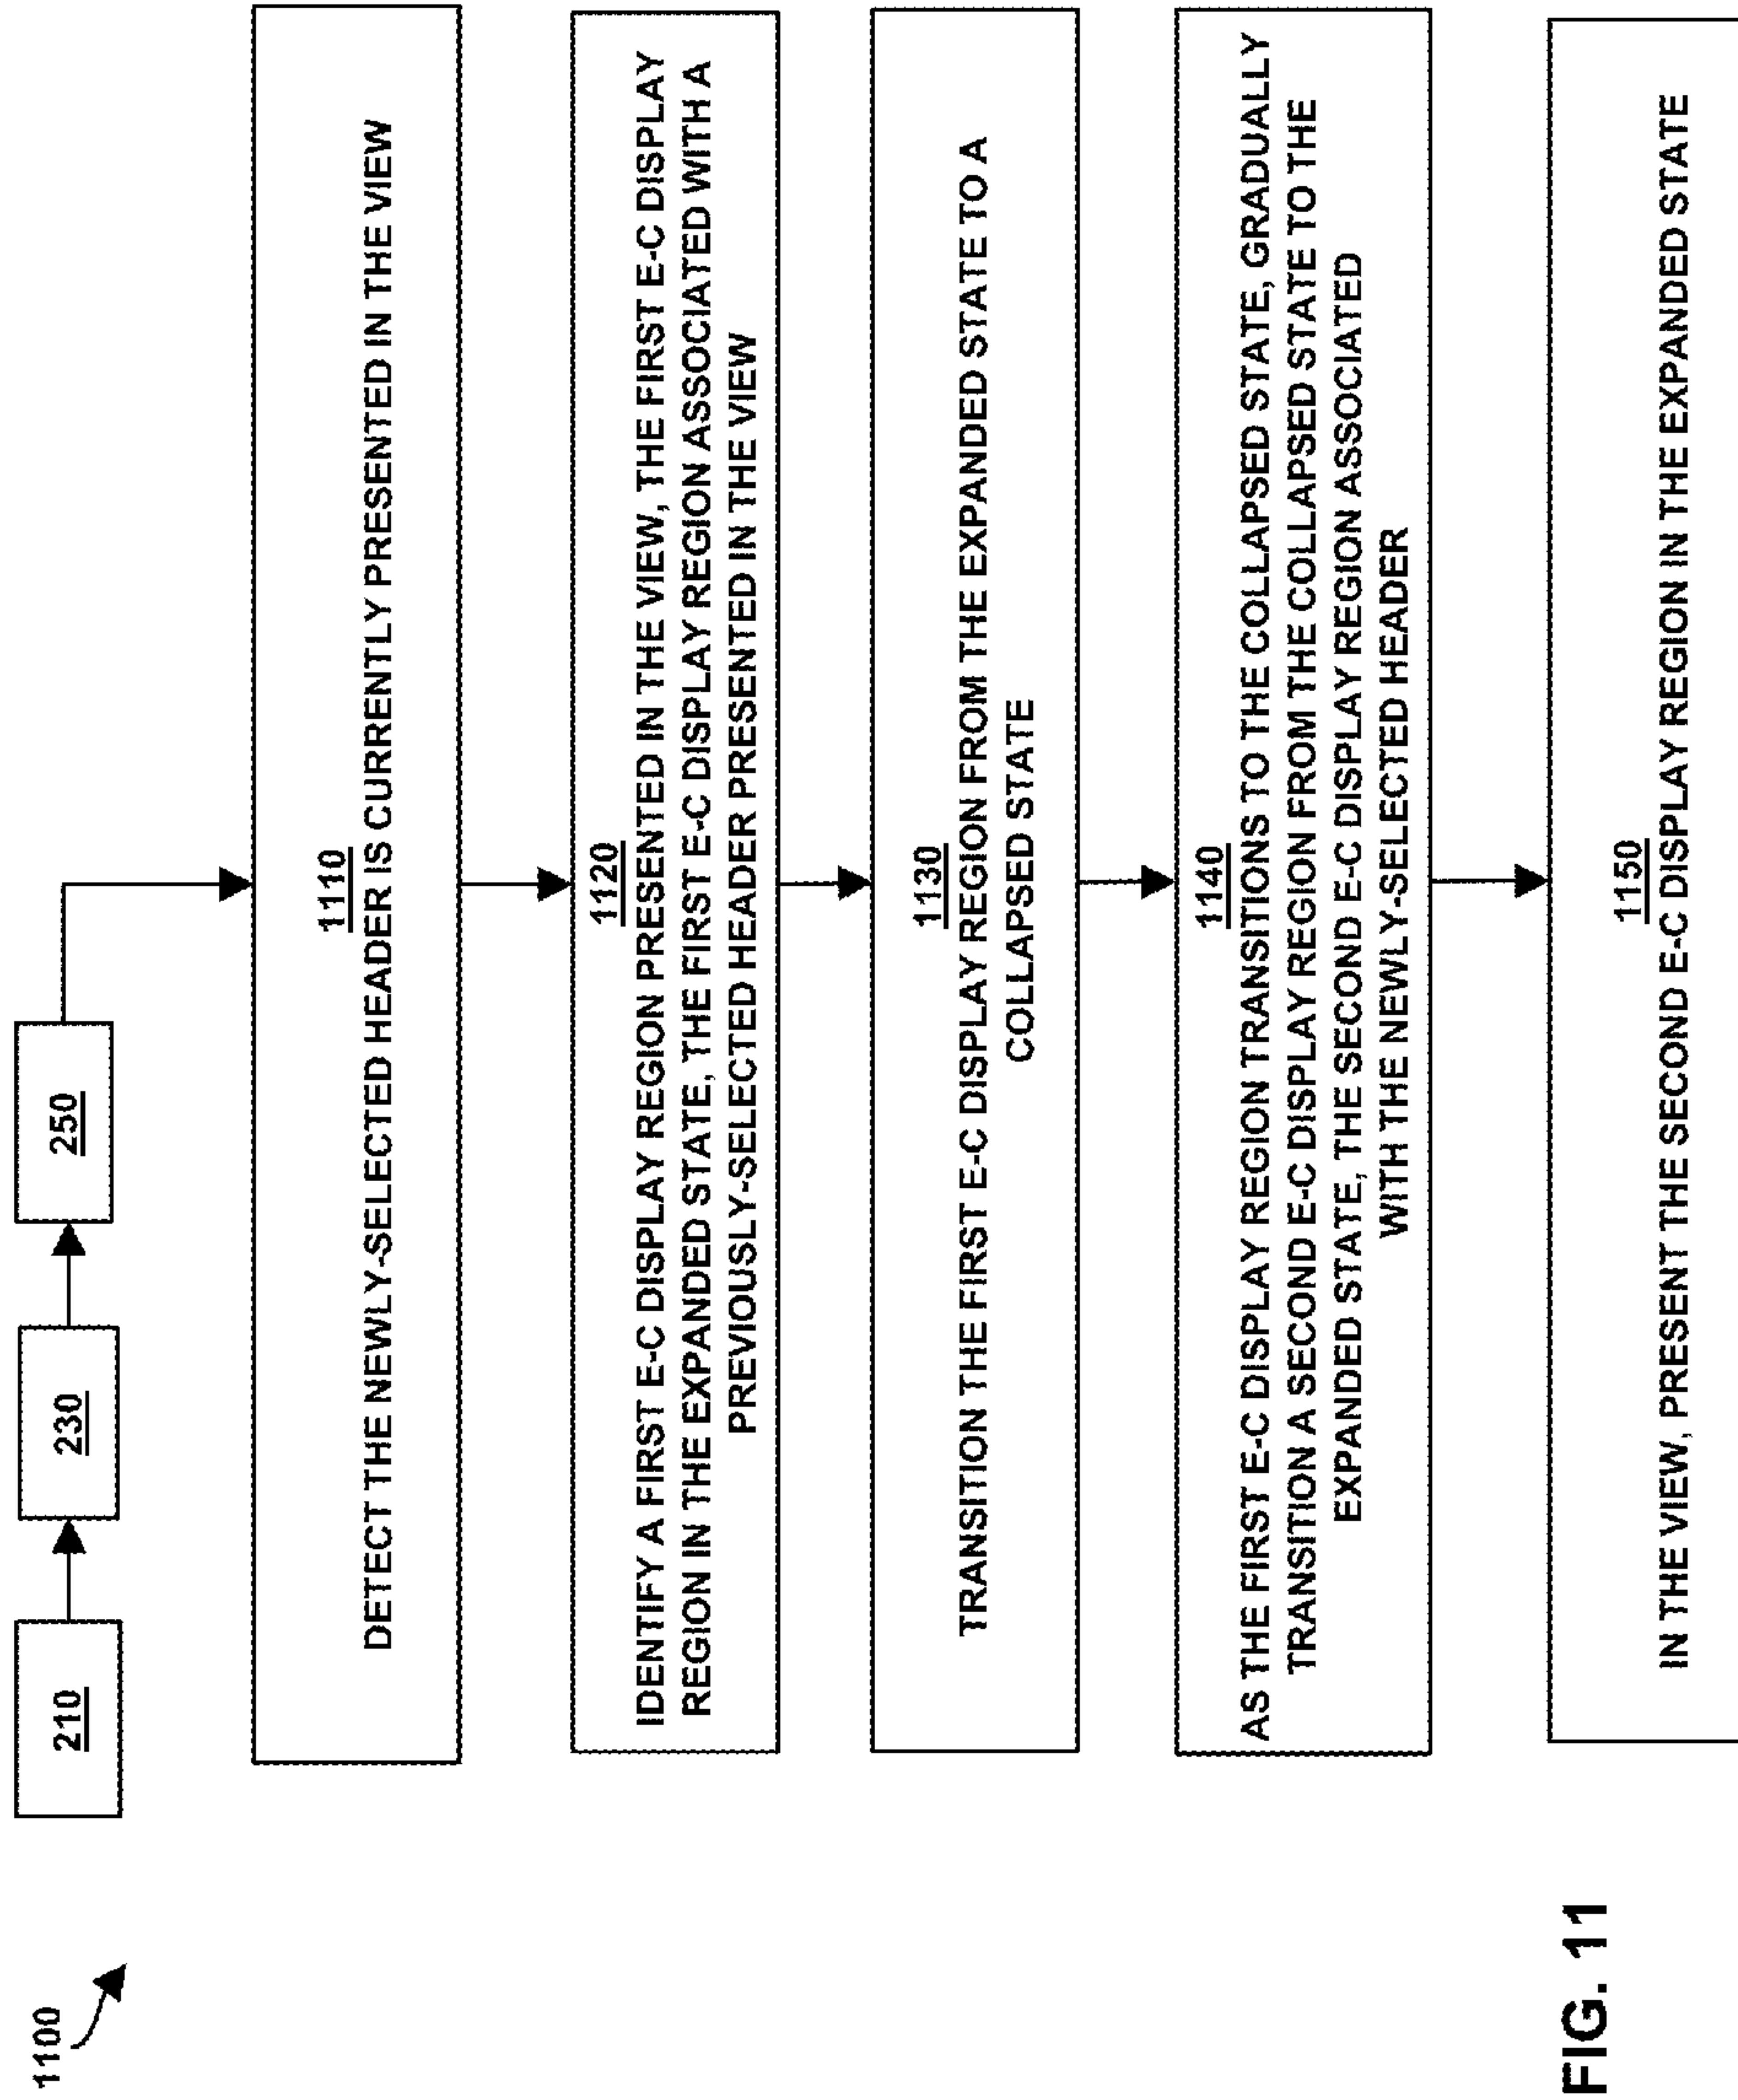 1100
210
230
250
1110
DETECT THE NEWLY-SELECTED HEADER IS CURRENTLY PRESENTED IN THE VIEW
1120
IDENTIFY A FIRST E-C DISPLAY REGION PRESENTED IN THE VIEW, THE FIRST E-C DISPLAY
REGION IN THE EXPANDED STATE, THE FIRST E-C DISPLAY REGION ASSOCIATED WITH A
PREVIOUSLY-SELECTED HEADER PRESENTED IN THE VIEW
1130
TRANSITION THE FIRST E-C DISPLAY REGION FROM THE EXPANDED STATE TO A
COLLAPSED STATE
1140
AS THE FIRST E-C DISPLAY REGION TRANSITIONS TO THE COLLAPSED STATE, GRADUALLY
TRANSITION A SECOND E-C DISPLAY REGION FROM THE COLLAPSED STATE TO THE
EXPANDED STATE, THE SECOND E-C DISPLAY REGION ASSOCIATED
WITH THE NEWLY-SELECTED HEADER
1150
IN THE VIEW, PRESENT THE SECOND E-C DISPLAY REGION IN THE EXPANDED STATE
FIG. 11